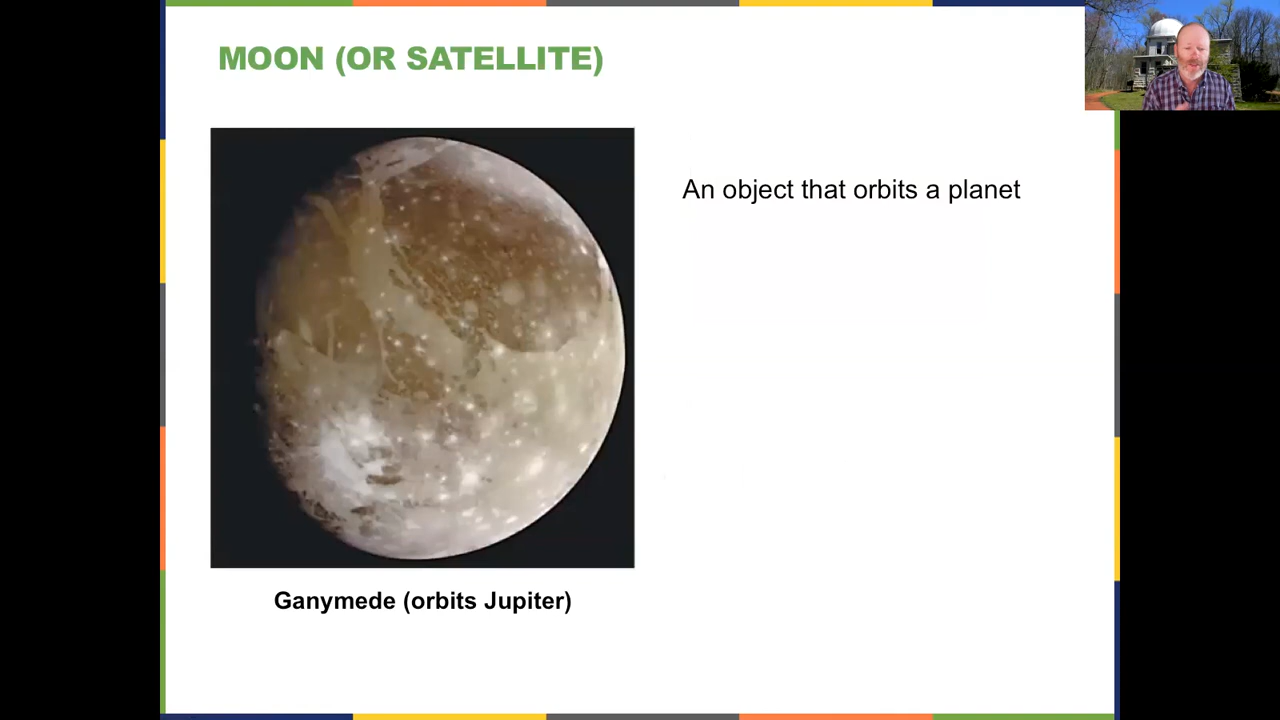 MOON (OR SATELLITE)
An object that orbits a planet
Ganymede (orbits Jupiter)